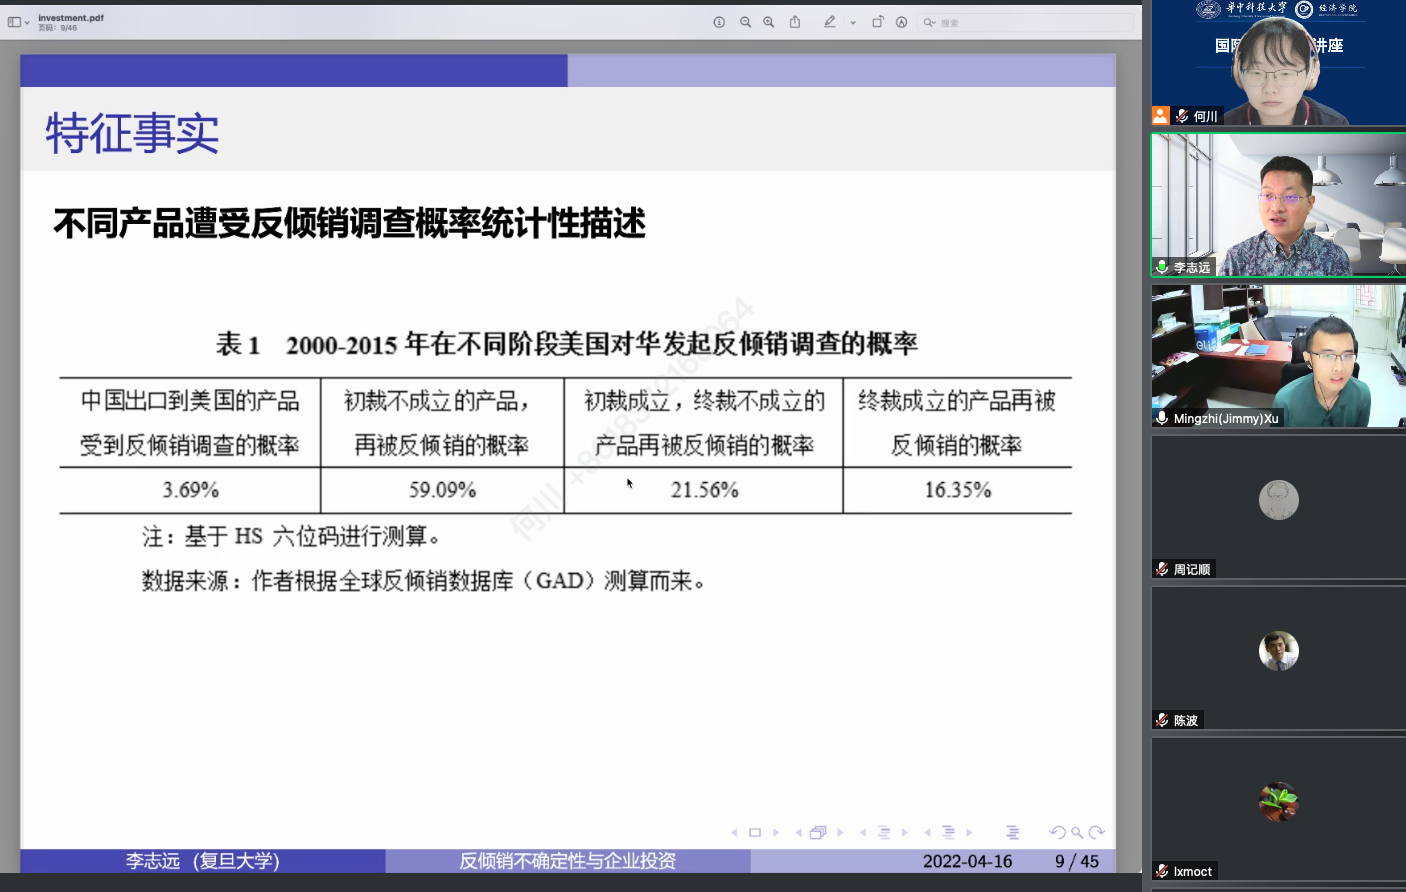 investment.pdf
页码：9/46
搜索
特征事实
不同产品遭受反倾销调查概率统计性描述
表 1 2000-2015 年在不同阶段美国对华发起反倾销调查的概率
中国出口到美国的产品
受到反倾销调查的概率
初裁不成立的产品，
再被反倾销的概率
初裁成立，终裁不成立的
产品再被反倾销的概率
终裁成立的产品再被
反倾销的概率
3.69%
59.09%
21.56%
16.35%
注：基于 HS 六位码进行测算。
数据来源：作者根据全球反倾销数据库（GAD）测算而来。
李志远（复旦大学）
反倾销不确定性与企业投资
2022-04-16
9 / 45
华中科技大学
经济学院
国
讲座
何川
李志远
Mingzhi(Jimmy)Xu
周记顺
陈波
lxmoct